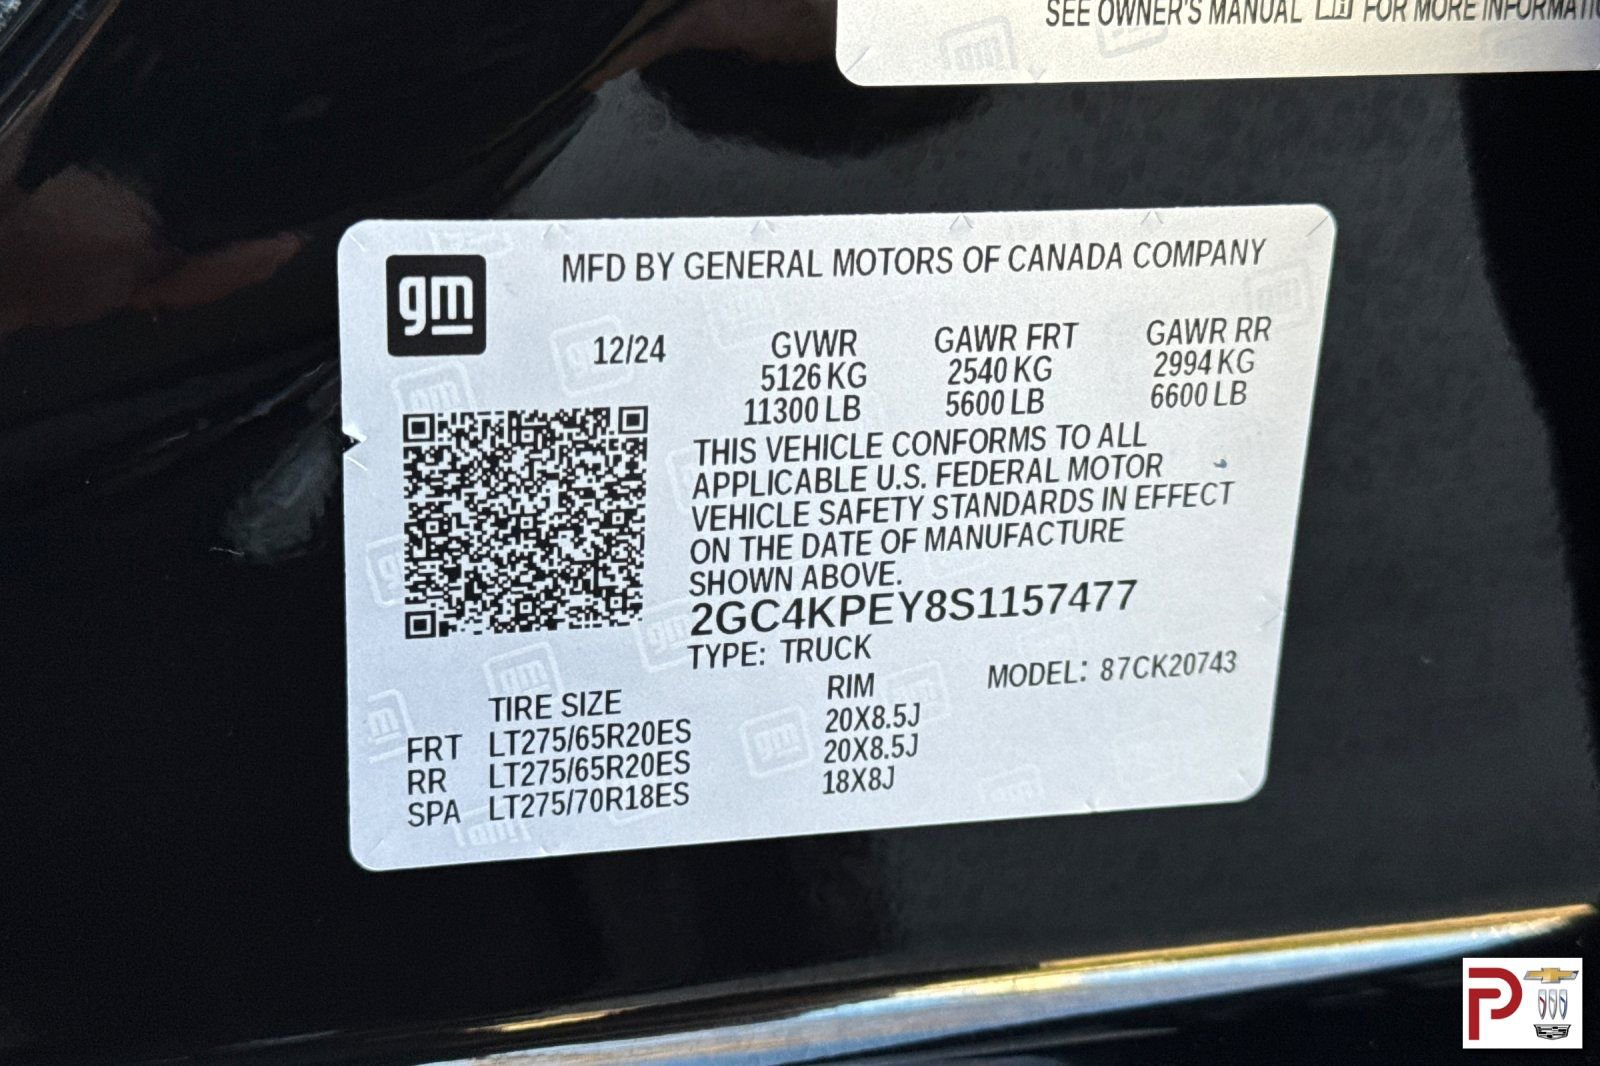 SEE OWNER'S MANUAL FOR MORE
gm
MFD BY GENERAL MOTORS OF CANADA COMPANY
12/24 GVWR GAWR FRT GAWR RR
5126 KG 2540 KG 2994 KG
11300 LB 5600 LB 6600 LB
THIS VEHICLE CONFORMS TO ALL
APPLICABLE U.S. FEDERAL MOTOR
VEHICLE SAFETY STANDARDS IN EFFECT
ON THE DATE OF MANUFACTURE
SHOWN ABOVE.
2GC4KPEY8S1157477
TYPE: TRUCK MODEL: 87CK20743
TIRE SIZE RIM
FRT LT275/65R20ES 20X8.5J
RR LT275/65R20ES 20X8.5J
SPA LT275/70R18ES 18X8J
P